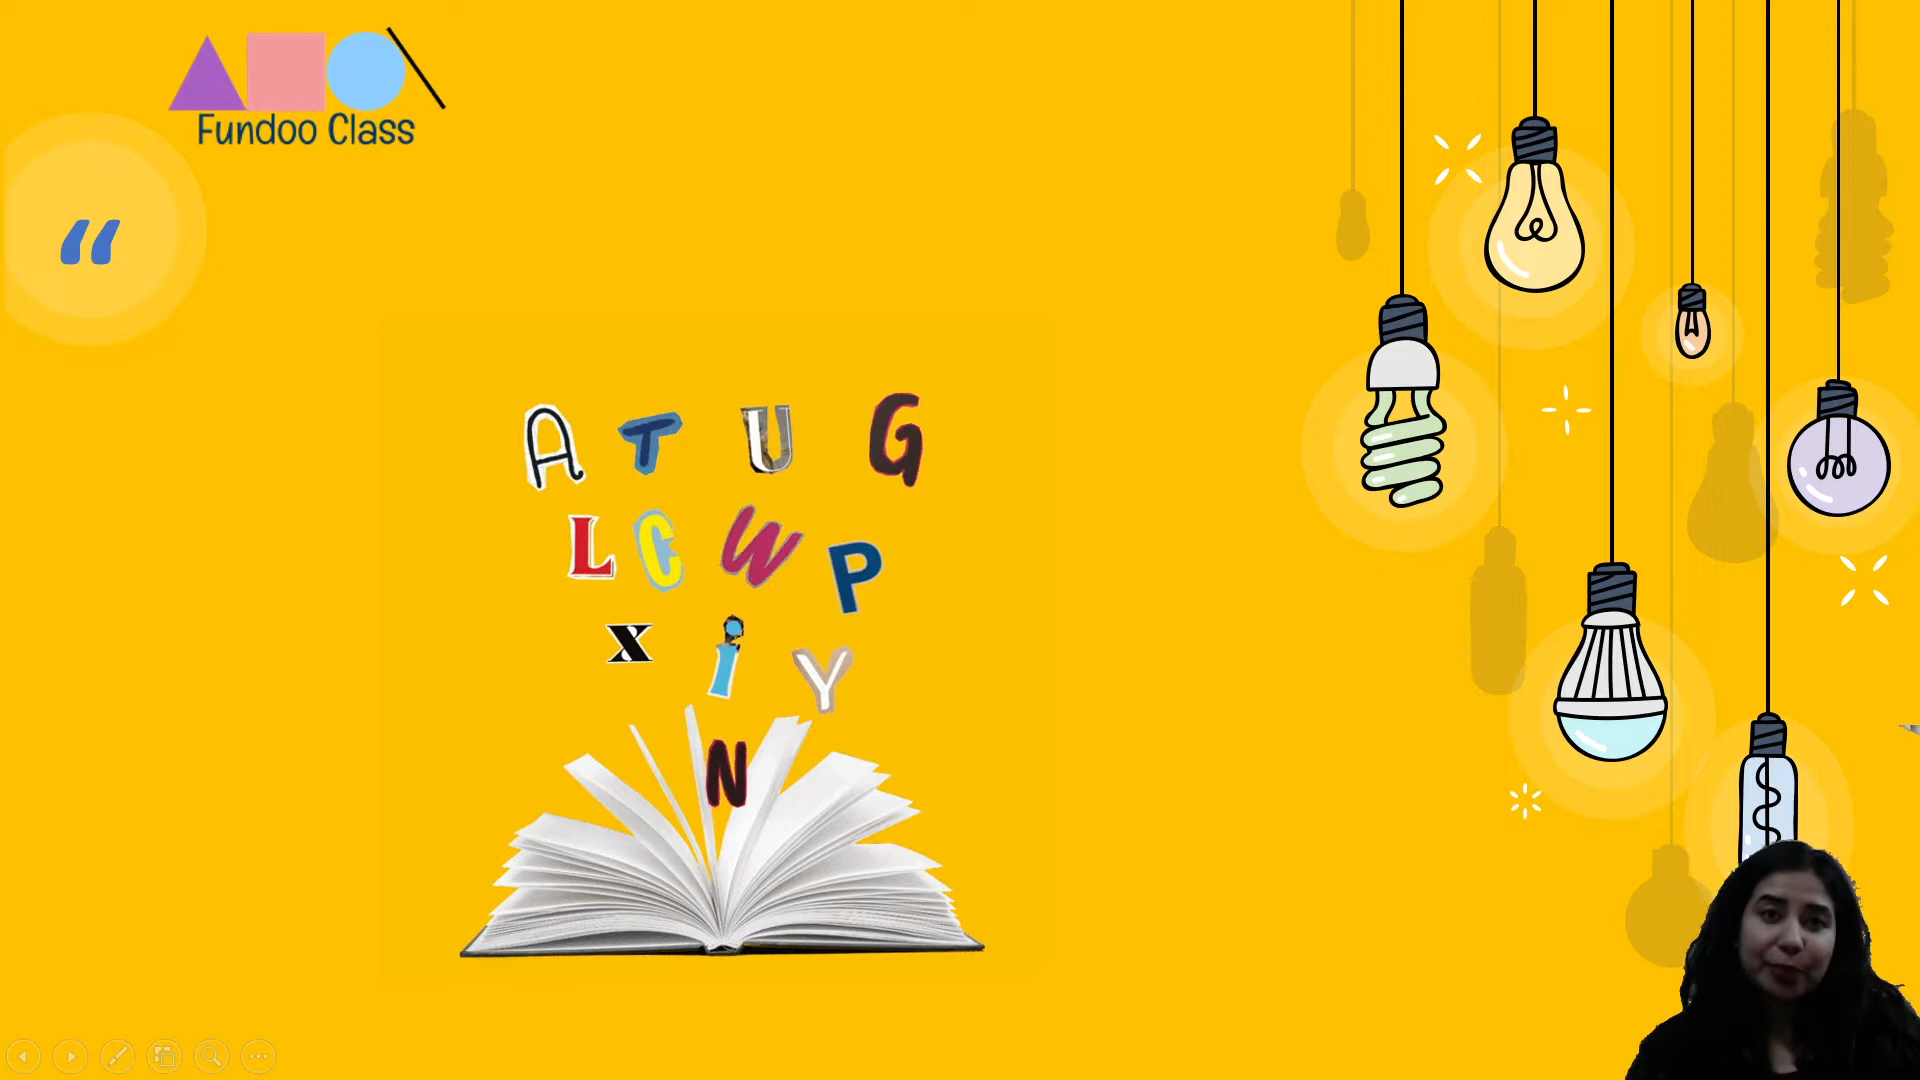 Fundoo Class
“
A T U G
L C W P
X i Y
N